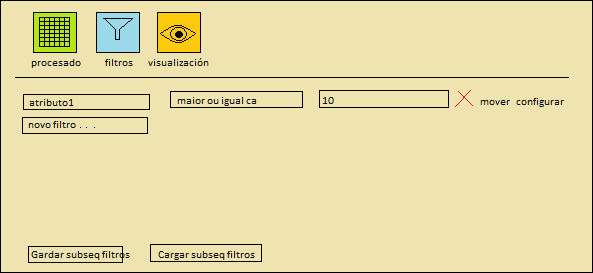 procesado filtros visualización
atributo1 maior ou igual ca 10 mover configurar
novo filtro . . .
Gardar subseq filtros Cargar subseq filtros